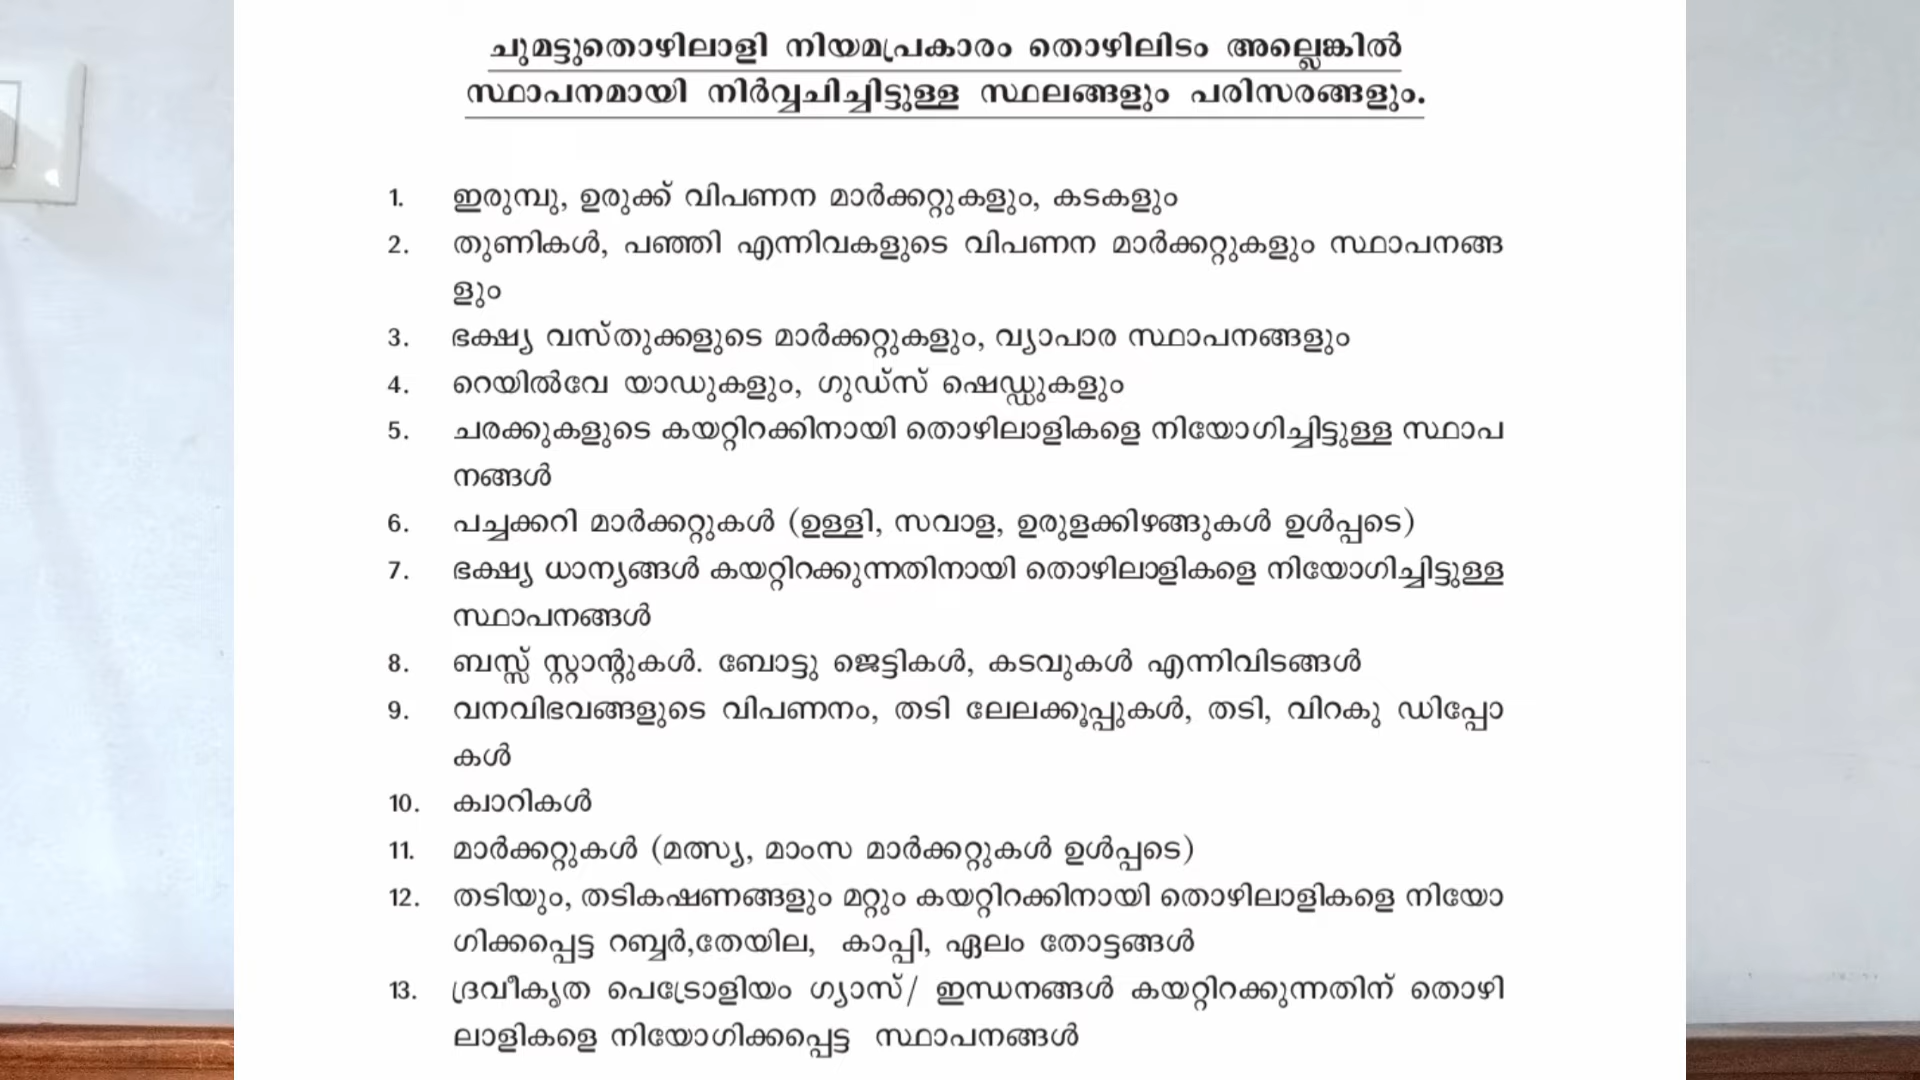 ചുമട്ടുതൊഴിലാളി നിയമപ്രകാരം തൊഴിലിടം അല്ലെങ്കിൽ
സ്ഥാപനമായി നിർവ്വചിച്ചിട്ടുള്ള സ്ഥലങ്ങളും പരിസരങ്ങളും.
1. ഇരുമ്പു, ഉരുക്ക് വിപണന മാർക്കറ്റുകളും, കടകളും
2. തുണികൾ, പഞ്ഞി എന്നിവകളുടെ വിപണന മാർക്കറ്റുകളും സ്ഥാപനങ്ങ
ളും
3. ഭക്ഷ്യ വസ്തുക്കളുടെ മാർക്കറ്റുകളും, വ്യാപാര സ്ഥാപനങ്ങളും
4. റെയിൽവേ യാഡുകളും, ഗുഡ്സ് ഷെഡ്ഡുകളും
5. ചരക്കുകളുടെ കയറ്റിറക്കിനായി തൊഴിലാളികളെ നിയോഗിച്ചിട്ടുള്ള സ്ഥാപ
നങ്ങൾ
6. പച്ചക്കറി മാർക്കറ്റുകൾ (ഉള്ളി, സവാള, ഉരുളക്കിഴങ്ങുകൾ ഉൾപ്പടെ)
7. ഭക്ഷ്യ ധാന്യങ്ങൾ കയറ്റിറക്കുന്നതിനായി തൊഴിലാളികളെ നിയോഗിച്ചിട്ടുള്ള
സ്ഥാപനങ്ങൾ
8. ബസ്സ് സ്റ്റാന്റുകൾ. ബോട്ടു ജെട്ടികൾ, കടവുകൾ എന്നിവിടങ്ങൾ
9. വനവിഭവങ്ങളുടെ വിപണനം, തടി ലേലക്കൂപ്പുകൾ, തടി, വിറകു ഡിപ്പോ
കൾ
10. ക്വാറികൾ
11. മാർക്കറ്റുകൾ (മത്സ്യ, മാംസ മാർക്കറ്റുകൾ ഉൾപ്പടെ)
12. തടിയും, തടികഷണങ്ങളും മറ്റും കയറ്റിറക്കിനായി തൊഴിലാളികളെ നിയോ
ഗിക്കപ്പെട്ട റബ്ബർ,തേയില, കാപ്പി, ഏലം തോട്ടങ്ങൾ
13. ദ്രവീകൃത പെട്രോളിയം ഗ്യാസ്/ ഇന്ധനങ്ങൾ കയറ്റിറക്കുന്നതിന് തൊഴി
ലാളികളെ നിയോഗിക്കപ്പെട്ട സ്ഥാപനങ്ങൾ